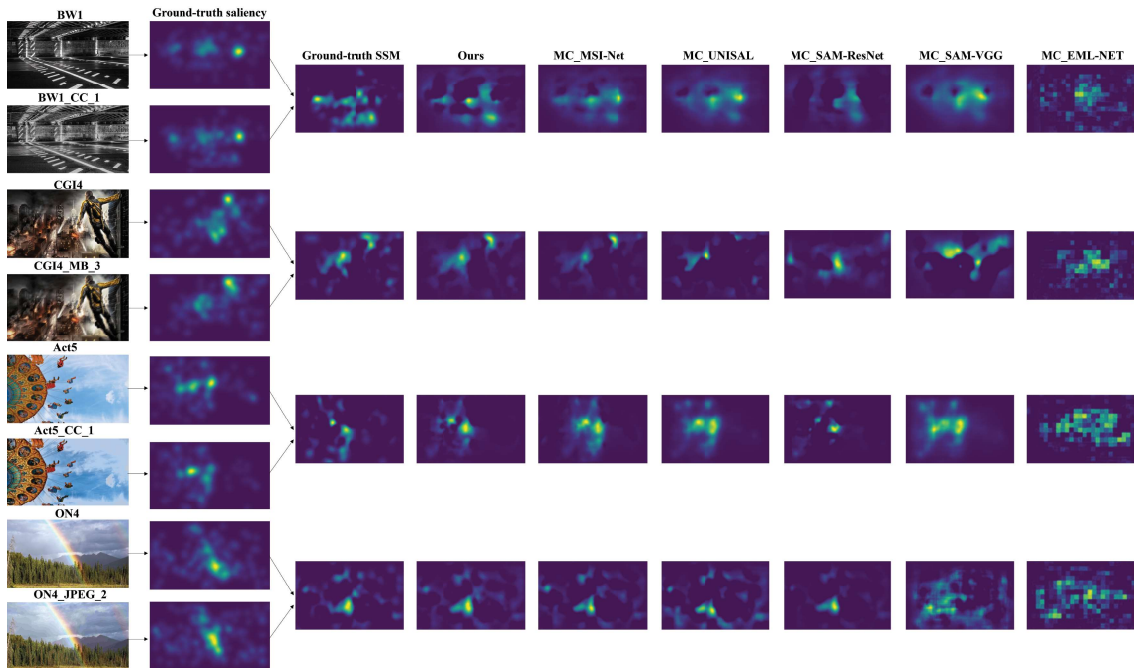 BW1
Ground-truth saliency
Ground-truth SSM
Ours
MC_MSI-Net
MC_UNISAL
MC_SAM-ResNet
MC_SAM-VGG
MC_EML-NET
BW1_CC_1
CGI4
CGI4_MB_3
Act5
Act5_CC_1
ON4
ON4_JPEG_2